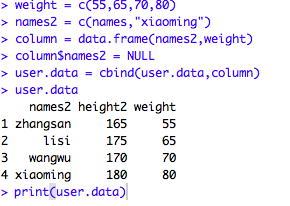 > weight = c(55,65,70,80)
> names2 = c(names,"xiaoming")
> column = data.frame(names2,weight)
> column$names2 = NULL
> user.data = cbind(user.data,column)
> user.data
names2 height2 weight
1 zhangsan 165 55
2 lisi 175 65
3 wangwu 170 70
4 xiaoming 180 80
> print(user.data)